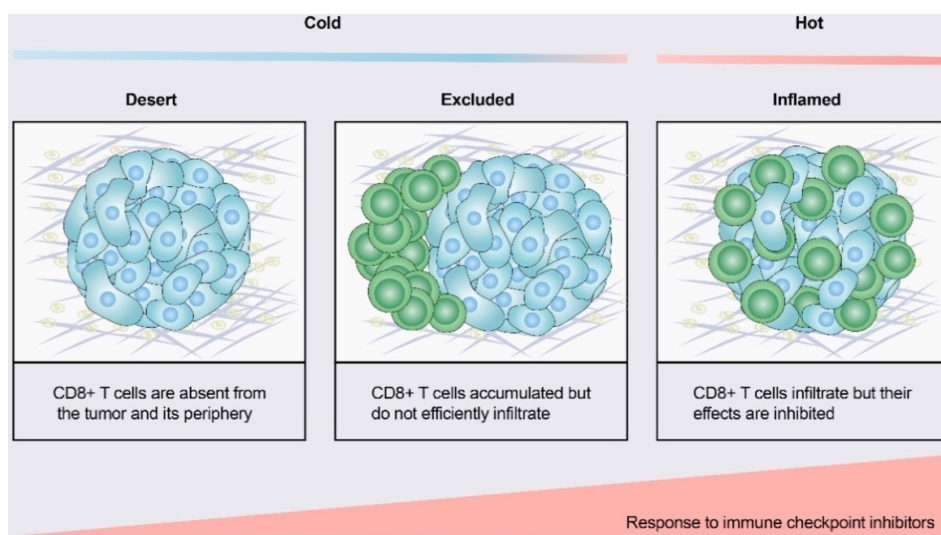 Cold
Hot
Desert
Excluded
Inflamed
CD8+ T cells are absent from
the tumor and its periphery
CD8+ T cells accumulated but
do not efficiently infiltrate
CD8+ T cells infiltrate but their
effects are inhibited
Response to immune checkpoint inhibitors